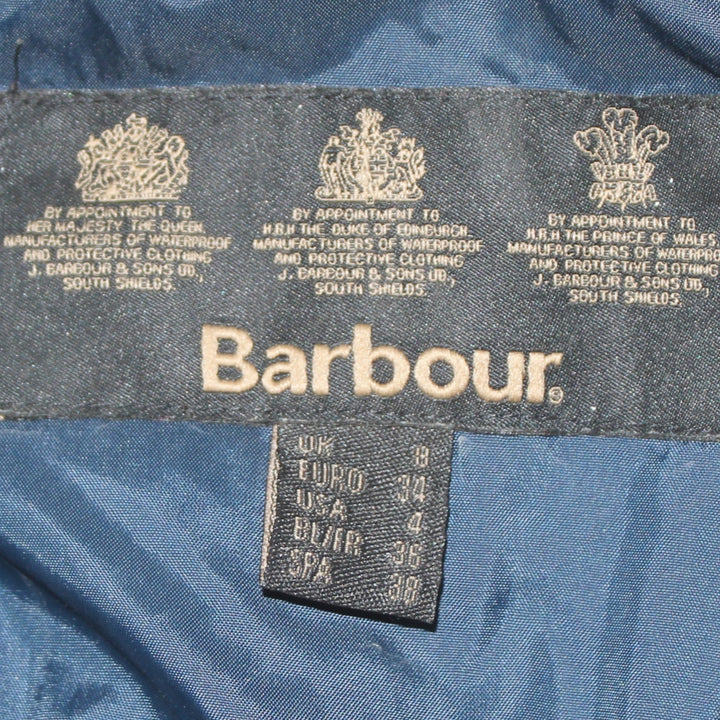 BY APPOINTMENT TO
HER MAJESTY THE QUEEN
MANUFACTURERS OF WATERPROOF
AND PROTECTIVE CLOTHING
J. BARBOUR & SONS LTD,
SOUTH SHIELDS.
BY APPOINTMENT TO
H.R.H THE DUKE OF EDINBURGH
MANUFACTURERS OF WATERPROOF
AND PROTECTIVE CLOTHING
J. BARBOUR & SONS LTD,
SOUTH SHIELDS.
BY APPOINTMENT TO
H.R.H THE PRINCE OF WALES
MANUFACTURERS OF WATERPROO
AND PROTECTIVE CLOTHING
J. BARBOUR & SONS LTD,
SOUTH SHIELDS.
Barbour®
UK 8
EURO 34
USA 4
BE/FR 36
SPA 38